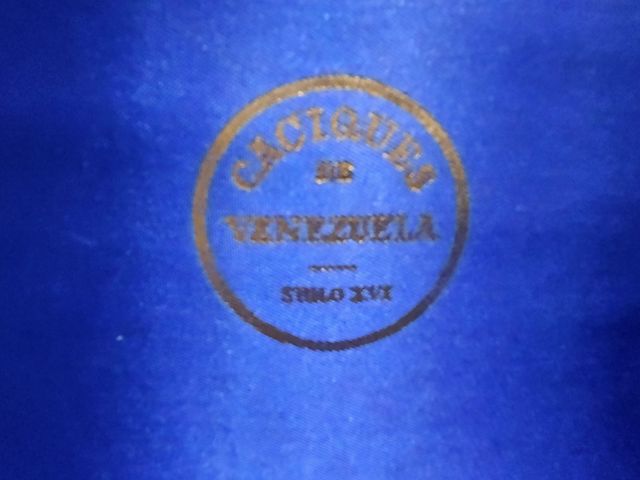 CACIQUES
DE
VENEZUELA
SIGLO XVI